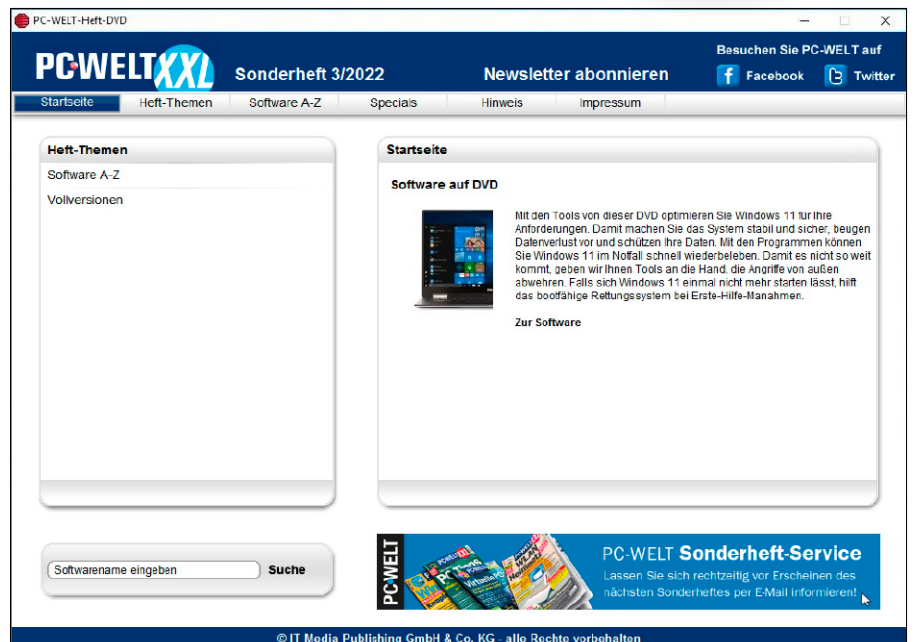 PC-WELT-Heft-DVD
PC-WELT XXL
Sonderheft 3/2022
Newsletter abonnieren
Besuchen Sie PC-WELT auf
Facebook
Twitter
Startseite
Heft-Themen
Software A-Z
Specials
Hinweis
Impressum
Heft-Themen
Software A-Z
Vollversionen
Startseite
Software auf DVD
Mit den Tools von dieser DVD optimieren Sie Windows 11 für Ihre
Anforderungen. Damit machen Sie das System stabil und sicher, beugen
Datenverlust vor und schützen Ihre Daten. Mit den Programmen können
Sie Windows 11 im Notfall schnell wiederbeleben. Damit es nicht so weit
kommt, geben wir Ihnen Tools an die Hand, die Angriffe von außen
abwehren. Falls sich Windows 11 einmal nicht mehr starten lässt, hilft
das bootfähige Rettungssystem bei Erste-Hilfe-Manahmen.
Zur Software
Softwarename eingeben
Suche
PC-WELT
PC-WELT Sonderheft-Service
Lassen Sie sich rechtzeitig vor Erscheinen des
nächsten Sonderheftes per E-Mail informieren!
© IT Media Publishing GmbH & Co. KG - alle Rechte vorbehalten